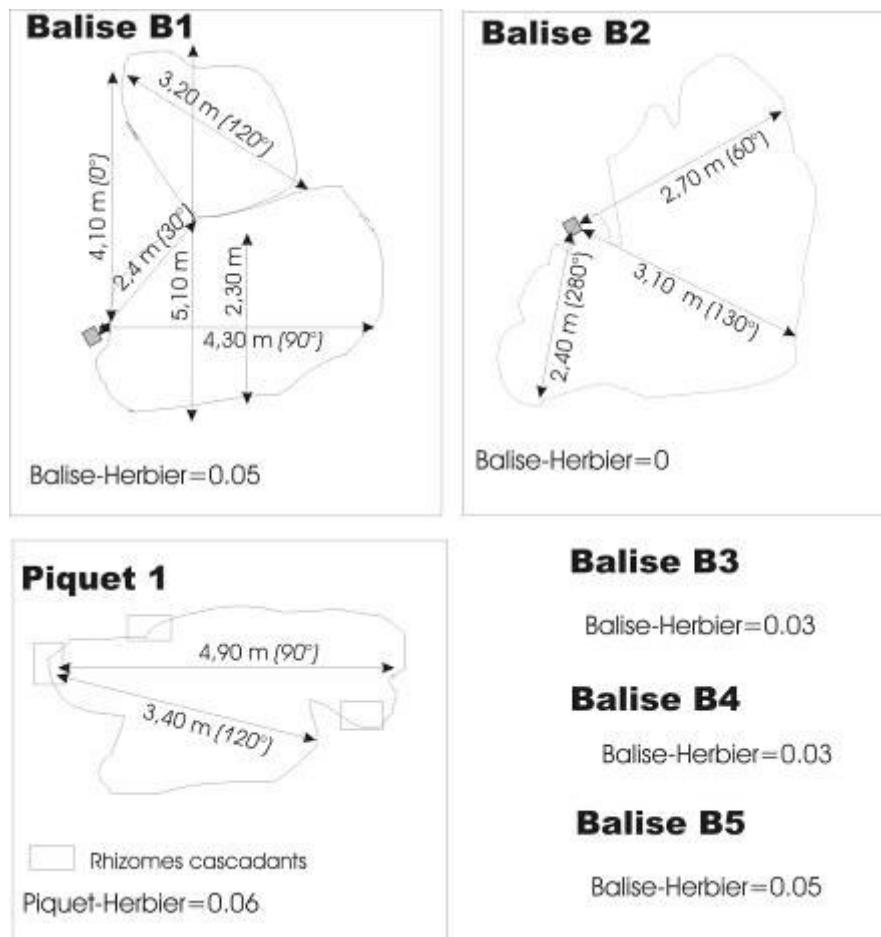 Balise B1
3,20 m (120°)
4,10 m (0°)
2,4 m (30°)
5,10 m
2,30 m
4,30 m (90°)
Balise-Herbier=0.05
Balise B2
2,70 m (60°)
3,10 m (130°)
2,40 m (280°)
Balise-Herbier=0
Piquet 1
4,90 m (90°)
3,40 m (120°)
Rhizomes cascadants
Piquet-Herbier=0.06
Balise B3
Balise-Herbier=0.03
Balise B4
Balise-Herbier=0.03
Balise B5
Balise-Herbier=0.05